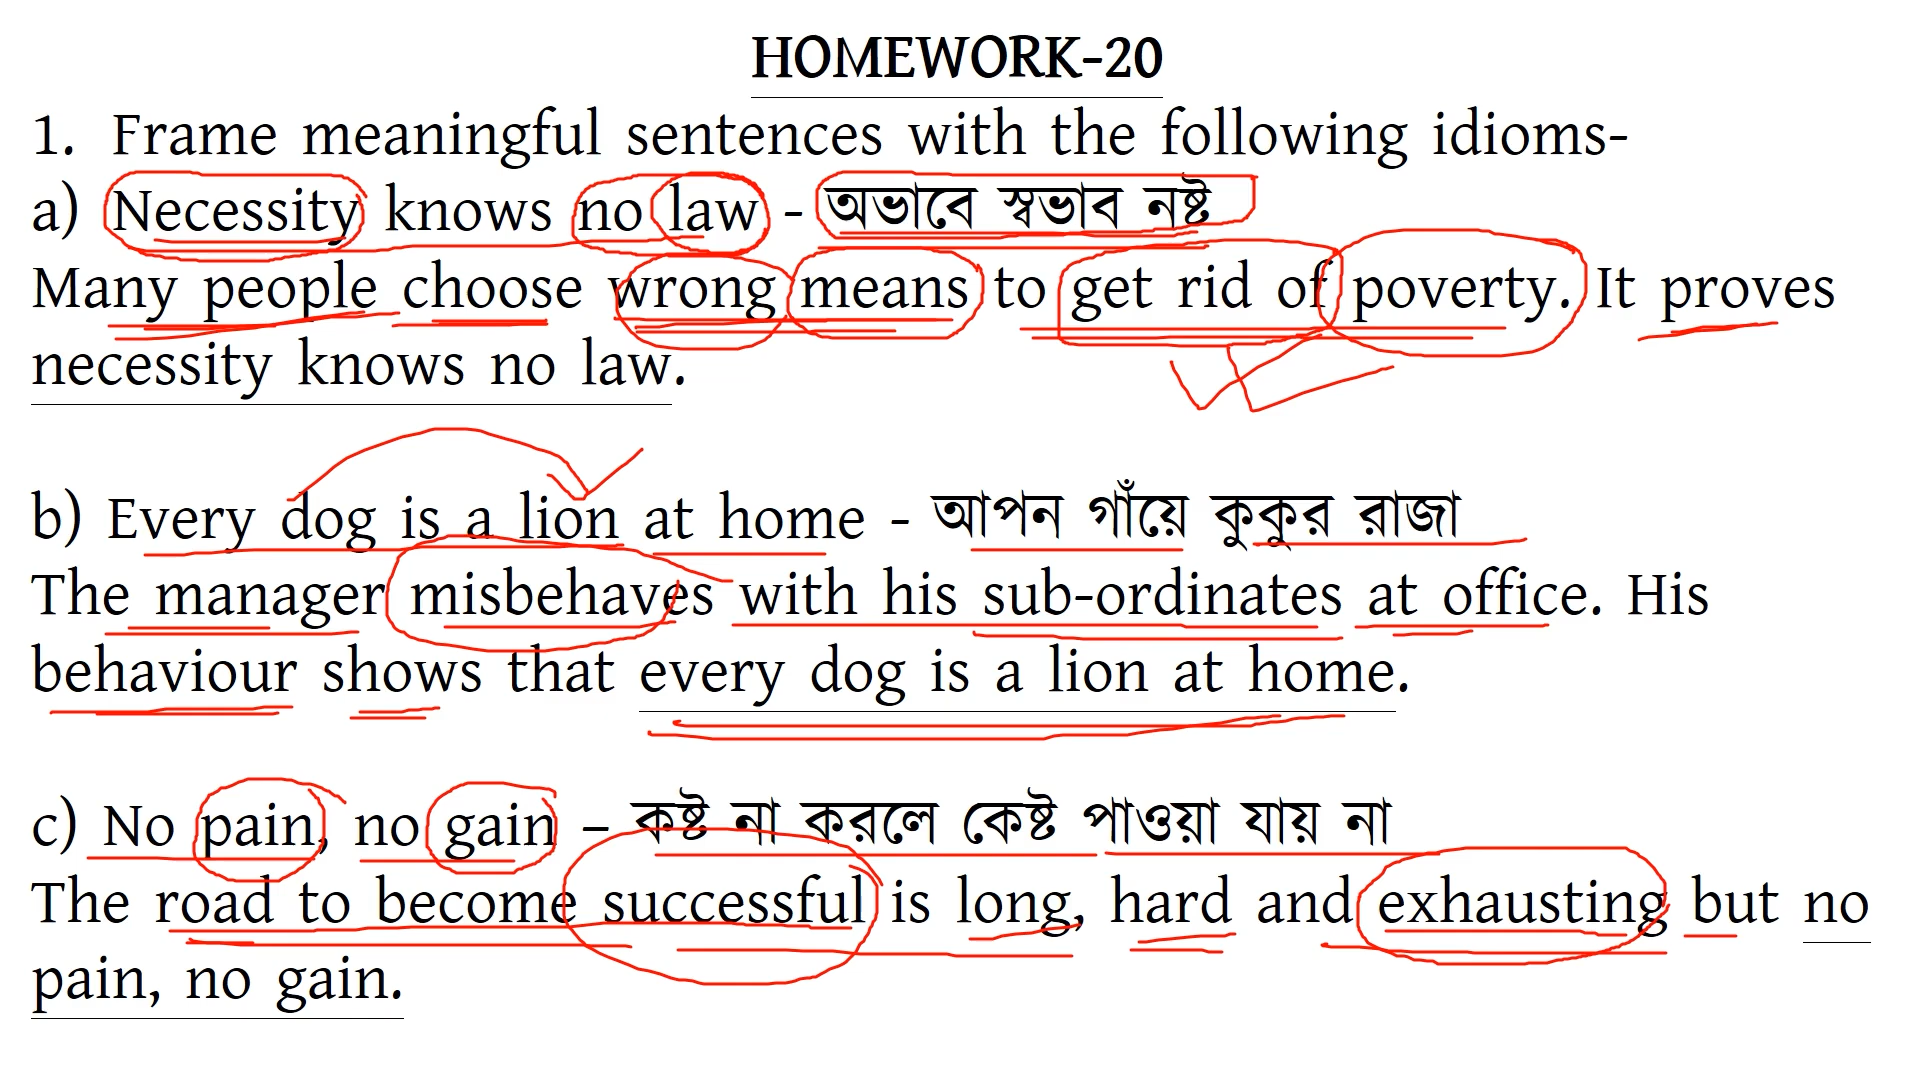 HOMEWORK-20
1. Frame meaningful sentences with the following idioms-
a) Necessity knows no law - অভাবে স্বভাব নষ্ট
Many people choose wrong means to get rid of poverty. It proves
necessity knows no law.
b) Every dog is a lion at home - আপন গাঁয়ে কুকুর রাজা
The manager misbehaves with his sub-ordinates at office. His
behaviour shows that every dog is a lion at home.
c) No pain, no gain – কষ্ট না করলে কেষ্ট পাওয়া যায় না
The road to become successful is long, hard and exhausting but no
pain, no gain.